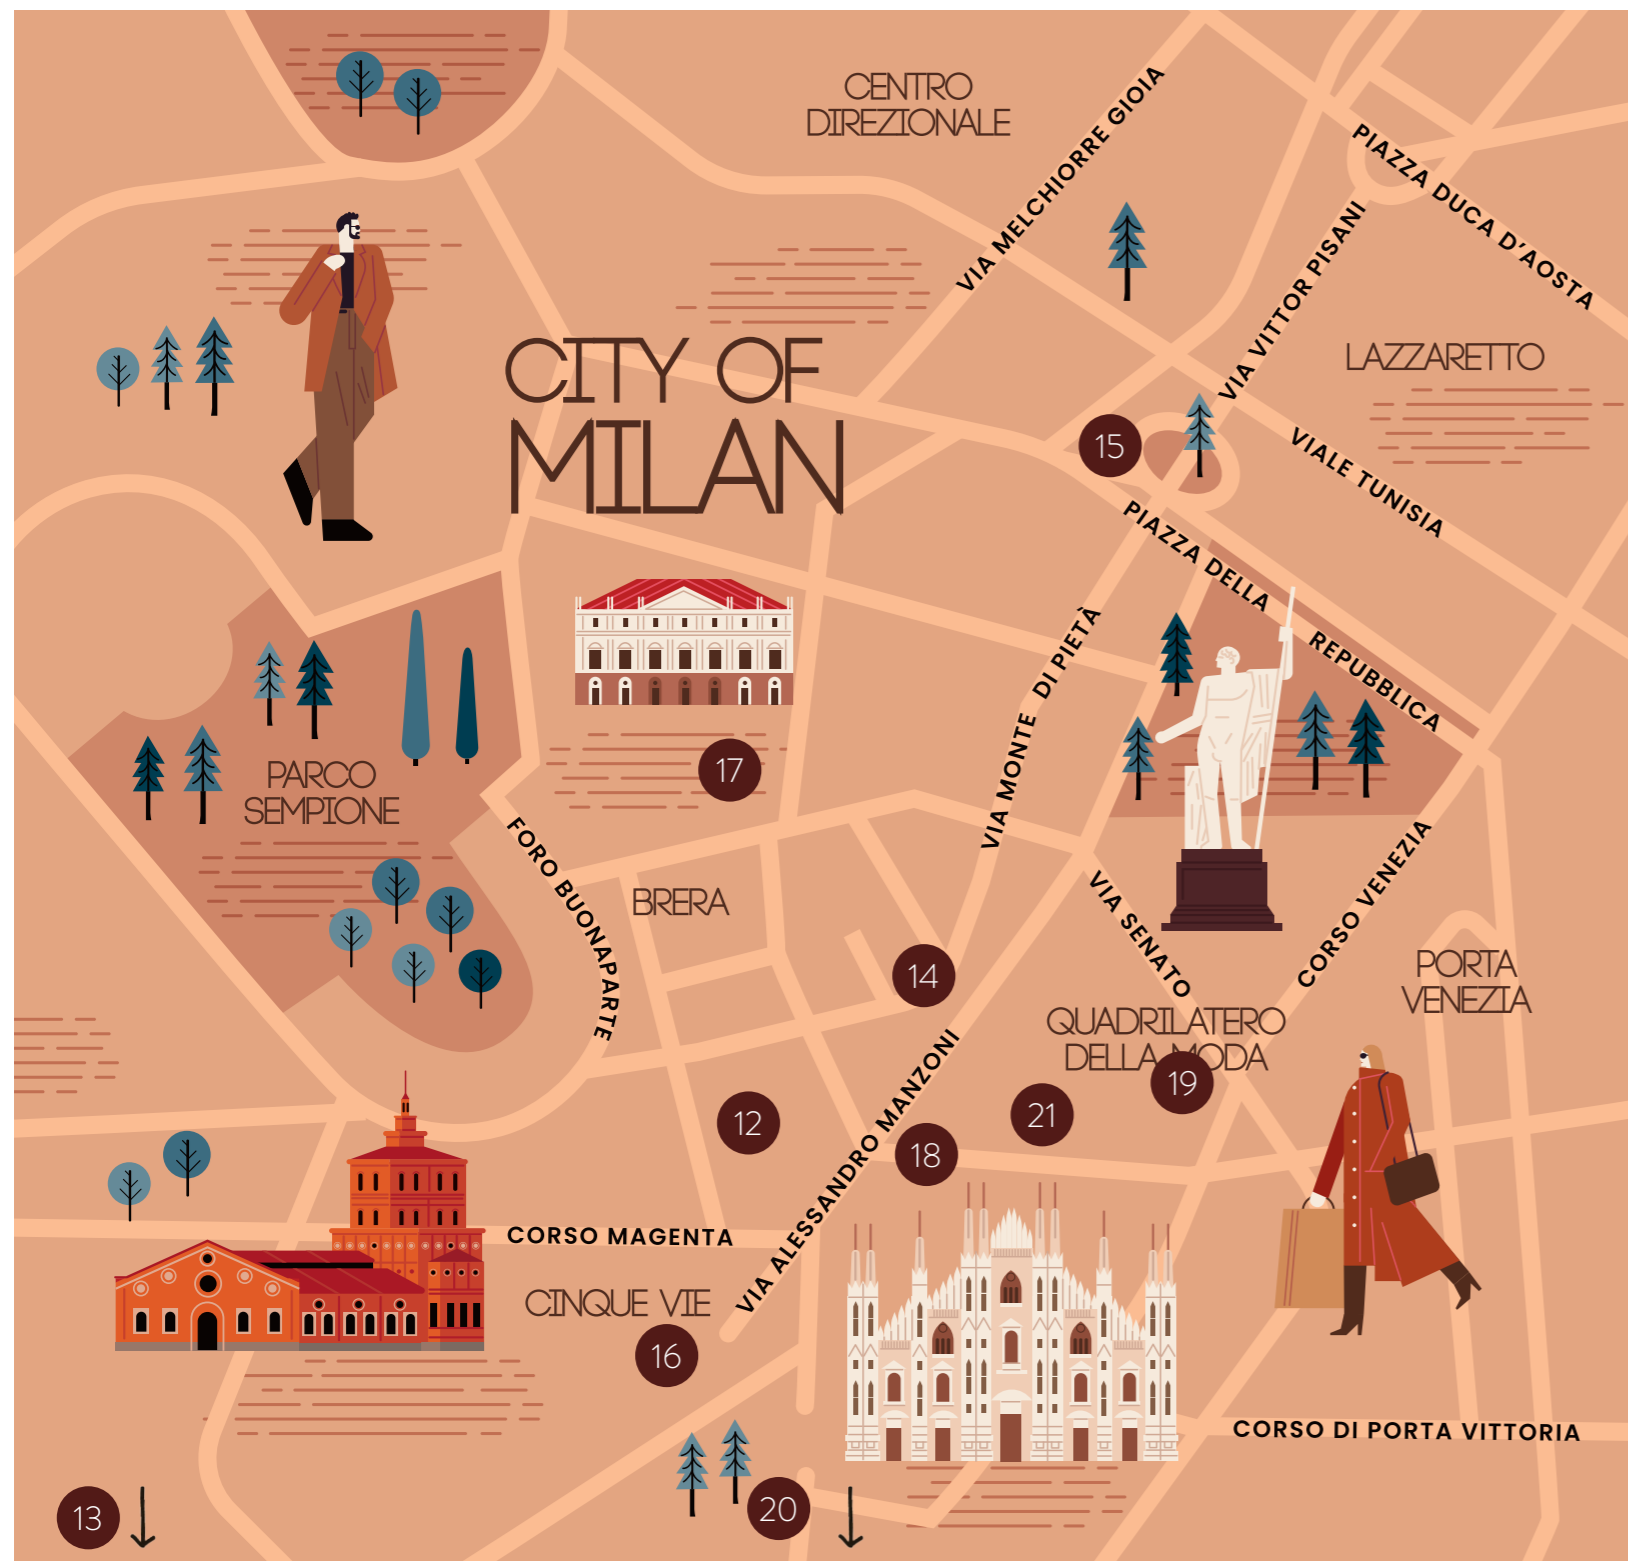 CENTRO
DIREZIONALE
VIA MELCHIORRE GIOIA
PIAZZA DUCA D'AOSTA
VIA VITTOR PISANI
CITY OF
MILAN
LAZZARETTO
15
VIALE TUNISIA
PIAZZA DELLA
REPUBBLICA
VIA MONTE DI PIETÀ
17
PARCO
SEMPIONE
FORO BUONAPARTE
BRERA
VIA SENATO
CORSO VENEZIA
14
PORTA
VENEZIA
QUADRILATERO
DELLA MODA
19
21
12
18
VIA ALESSANDRO MANZONI
CORSO MAGENTA
CINQUE VIE
16
CORSO DI PORTA VITTORIA
13
20